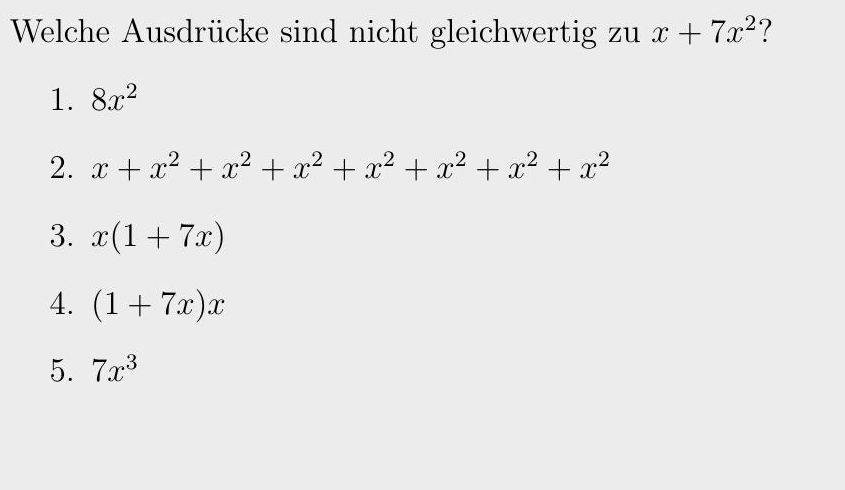 Welche Ausdrücke sind nicht gleichwertig zu x + 7x²?
1. 8x²
2. x + x² + x² + x² + x² + x² + x² + x²
3. x(1 + 7x)
4. (1 + 7x)x
5. 7x³